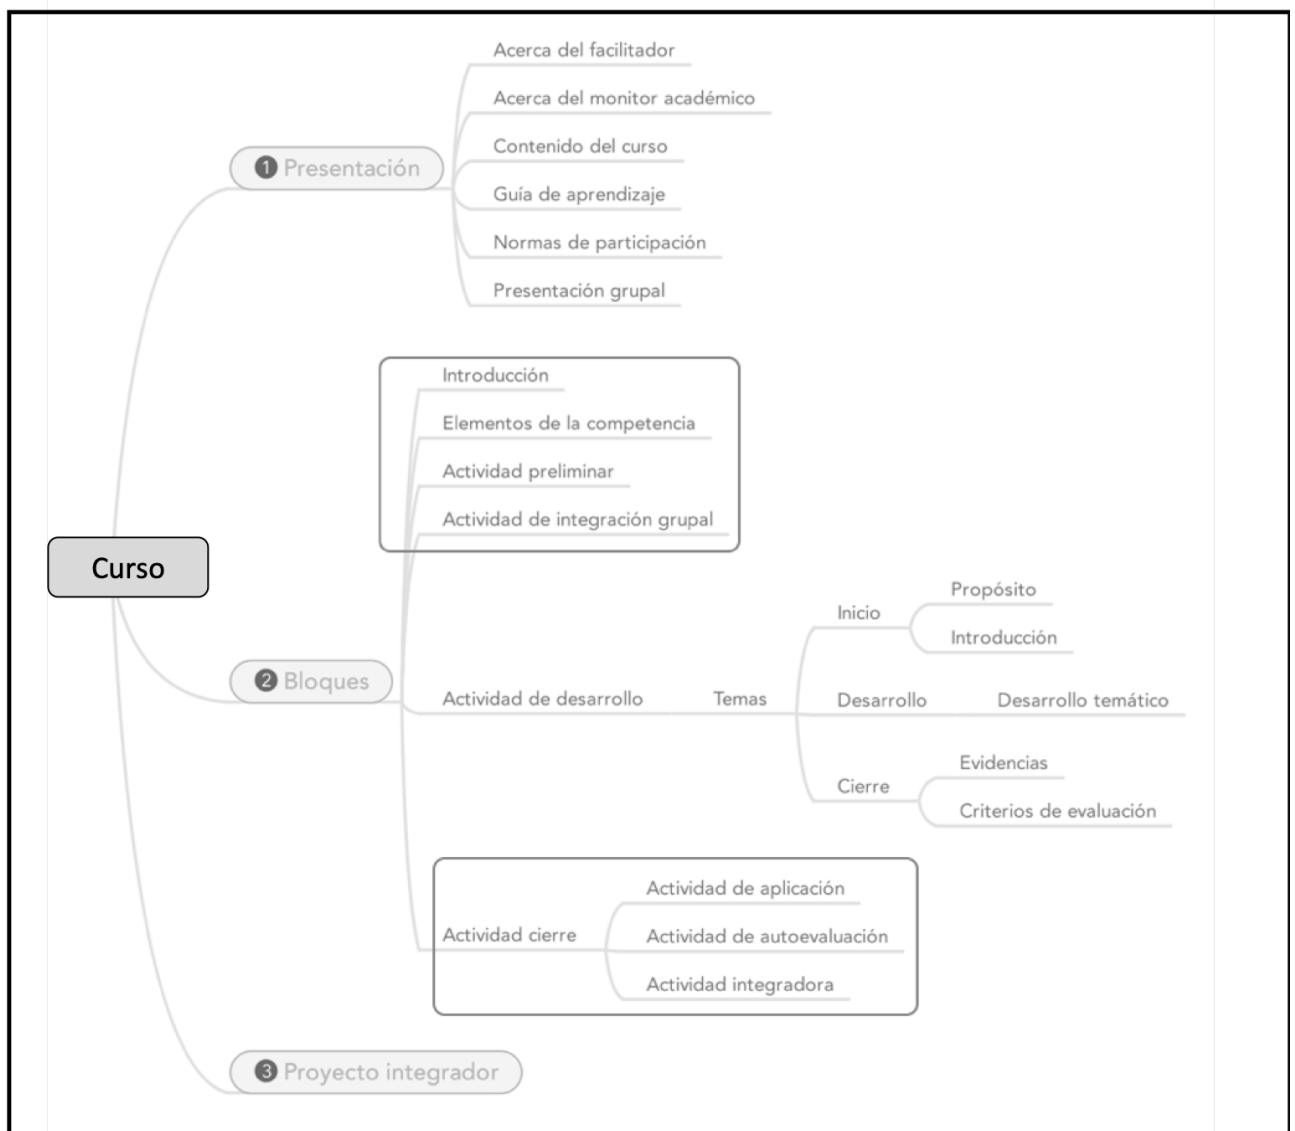 Acerca del facilitador
Acerca del monitor académico
Contenido del curso
Guía de aprendizaje
Normas de participación
Presentación grupal
1 Presentación
Introducción
Elementos de la competencia
Actividad preliminar
Actividad de integración grupal
Curso
2 Bloques
Actividad de desarrollo
Temas
Inicio
Propósito
Introducción
Desarrollo
Desarrollo temático
Cierre
Evidencias
Criterios de evaluación
Actividad cierre
Actividad de aplicación
Actividad de autoevaluación
Actividad integradora
3 Proyecto integrador